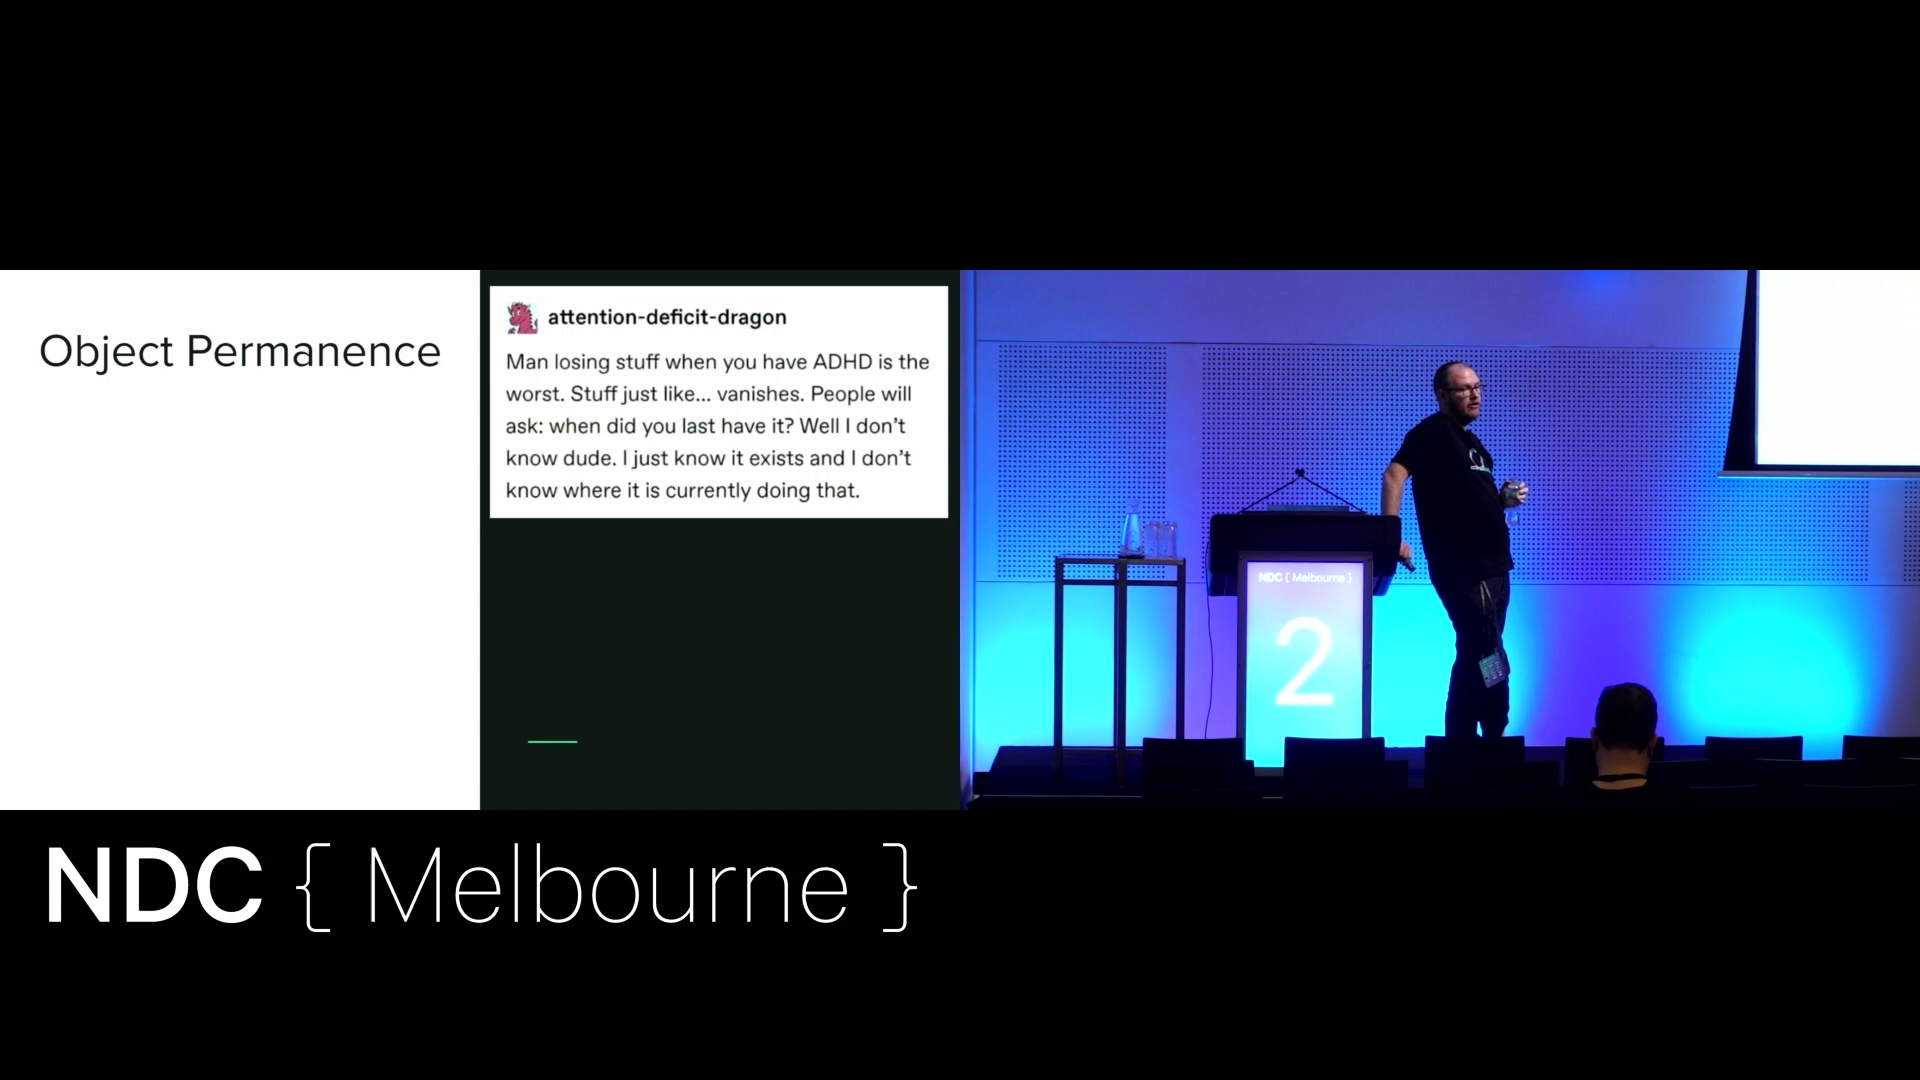 Object Permanence
attention-deficit-dragon
Man losing stuff when you have ADHD is the
worst. Stuff just like... vanishes. People will
ask: when did you last have it? Well I don't
know dude. I just know it exists and I don't
know where it is currently doing that.
NDC { Melbourne }
2
NDC { Melbourne }